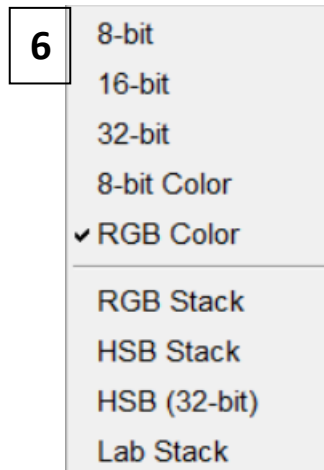 6
8-bit
16-bit
32-bit
8-bit Color
✔ RGB Color
RGB Stack
HSB Stack
HSB (32-bit)
Lab Stack